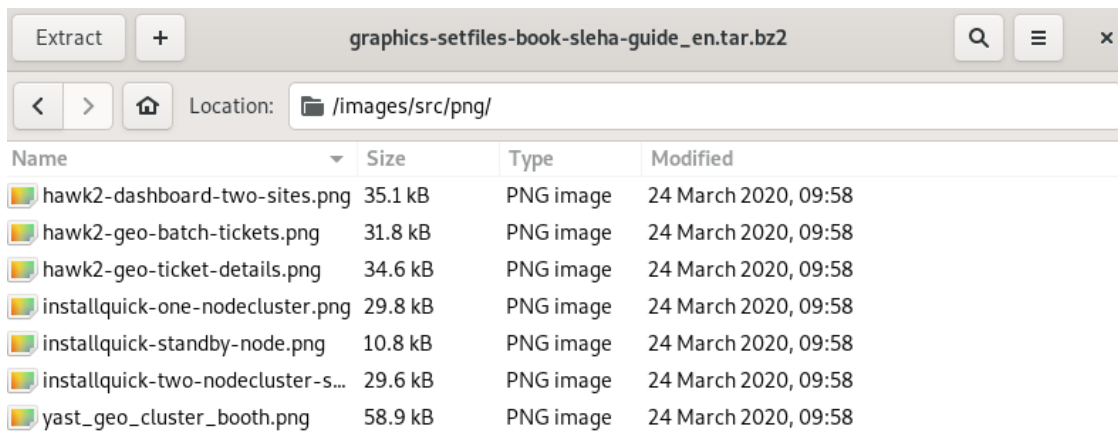 Extract + graphics-setfiles-book-sleha-guide_en.tar.bz2
Location: /images/src/png/
Name Size Type Modified
hawk2-dashboard-two-sites.png 35.1 kB PNG image 24 March 2020, 09:58
hawk2-geo-batch-tickets.png 31.8 kB PNG image 24 March 2020, 09:58
hawk2-geo-ticket-details.png 34.6 kB PNG image 24 March 2020, 09:58
installquick-one-nodecluster.png 29.8 kB PNG image 24 March 2020, 09:58
installquick-standby-node.png 10.8 kB PNG image 24 March 2020, 09:58
installquick-two-nodecluster-s... 29.6 kB PNG image 24 March 2020, 09:58
yast_geo_cluster_booth.png 58.9 kB PNG image 24 March 2020, 09:58